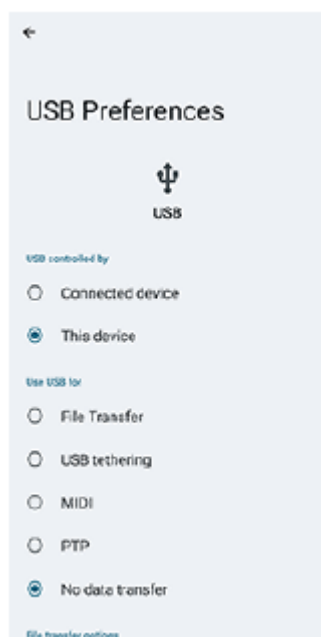 USB Preferences
USB
USB controlled by
Connected device
This device
Use USB for
File Transfer
USB tethering
MIDI
PTP
No data transfer
File transfer options